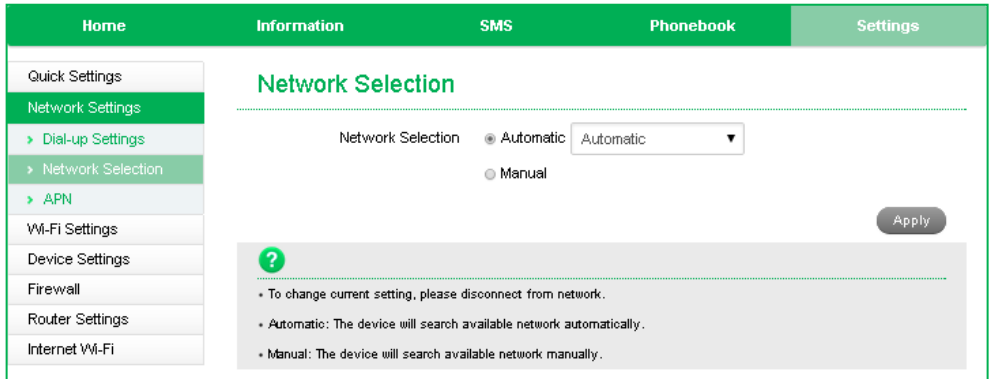 Home Information SMS Phonebook Settings
Quick Settings
Network Settings
› Dial-up Settings
› Network Selection
› APN
Wi-Fi Settings
Device Settings
Firewall
Router Settings
Internet Wi-Fi
Network Selection
Network Selection Automatic Automatic ▼
Manual
Apply
?
• To change current setting, please disconnect from network.
• Automatic: The device will search available network automatically.
• Manual: The device will search available network manually.